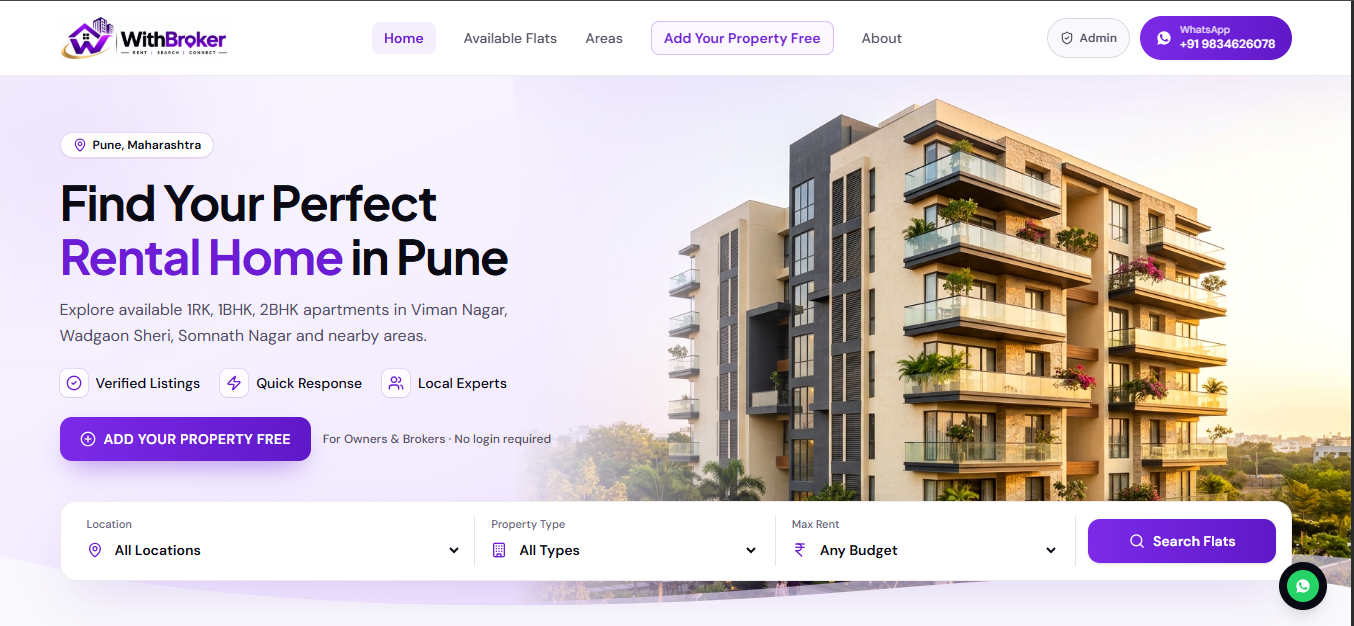 WithBroker
RENT | SEARCH | CONNECT
Home
Available Flats
Areas
Add Your Property Free
About
Admin
WhatsApp
+91 9834626078
Pune, Maharashtra
Find Your Perfect
Rental Home in Pune
Explore available 1RK, 1BHK, 2BHK apartments in Viman Nagar,
Wadgaon Sheri, Somnath Nagar and nearby areas.
Verified Listings
Quick Response
Local Experts
ADD YOUR PROPERTY FREE
For Owners & Brokers · No login required
Location
All Locations
Property Type
All Types
Max Rent
₹ Any Budget
Search Flats